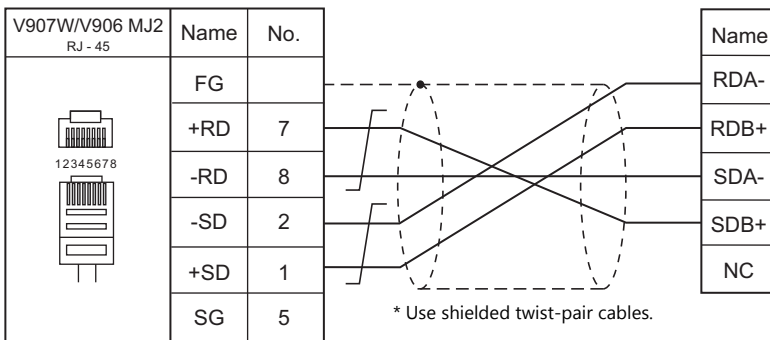 V907W/V906 MJ2
RJ - 45
Name No.
Name
FG
RDA-
+RD 7
RDB+
12345678
-RD 8
SDA-
-SD 2
SDB+
+SD 1
NC
SG 5
* Use shielded twist-pair cables.